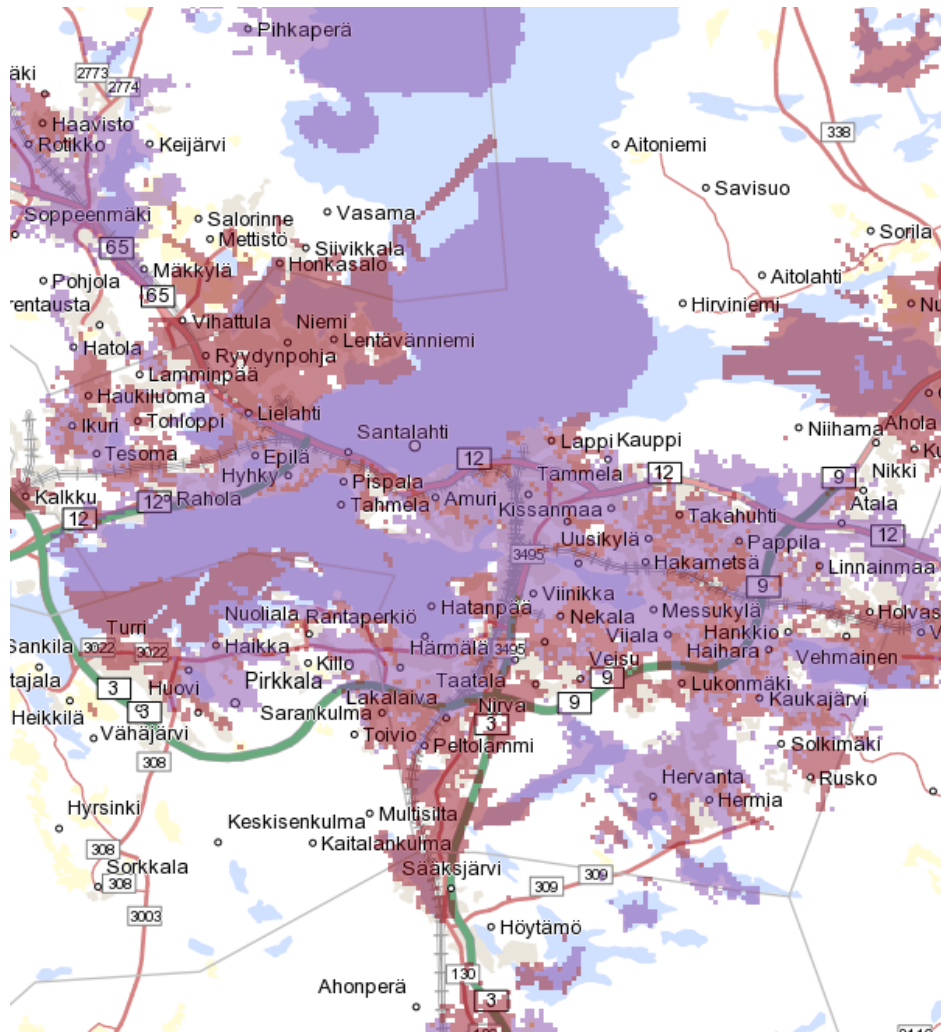 Pihkaperä
2773
äki
2774
Haavisto
338
Rotikko
Keijärvi
Aitoniemi
Savisuo
Soppeenmäki
Salorinne
Vasama
Mettistö
Sorila
65
Siivikkala
Mäkkylä
Honkasalo
Aitolahti
Pohjola
65
rentausta
Hirviniemi
Nu
Vihattula
Niemi
Hatola
Ryydynpohja
Lentävänniemi
Lamminpää
Haukiluoma
Lielahti
Ikuri
Tohloppi
Santalahti
Lappi
Kauppi
Niihama
Ahola
Tesoma
Epilä
12
Ku
Hyhky
Tammela
12
9
Nikki
Kalkku
12
Rahola
Pispala
Amuri
Atala
Tahmela
Kissanmaa
12
Takahuhti
12
Uusikylä
Pappila
3495
Hakametsä
Linnainmaa
9
Viinikka
Nuoliala
Rantaperkiö
Hatanpää
Nekala
Messukylä
Holvas
Turri
Hankkio
V
Sankila
3022
3022
Haikka
Härmälä
3495
Viiala
Haihara
tajala
Killo
Veisu
Vehmainen
3
Huovi
Pirkkala
Taatala
9
Lukonmäki
Heikkilä
3
Lakalaiva
Nirva
9
Kaukajärvi
Sarankulma
3
Vähäjärvi
Toivio
Peltolammi
Solkimäki
308
Hervanta
Rusko
Hyrsinki
Multisilta
Hermia
Keskisenkulma
308
Kaitalankulma
Sorkkala
Sääksjärvi
309
308
309
3003
Höytämö
130
Ahonperä
3